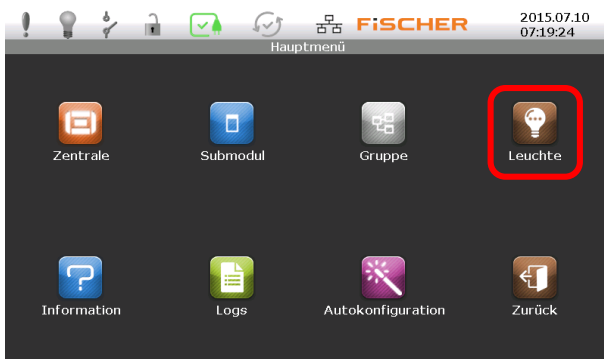 FiSCHER
2015.07.10
07:19:24
Hauptmenü
Zentrale
Submodul
Gruppe
Leuchte
Information
Logs
Autokonfiguration
Zurück